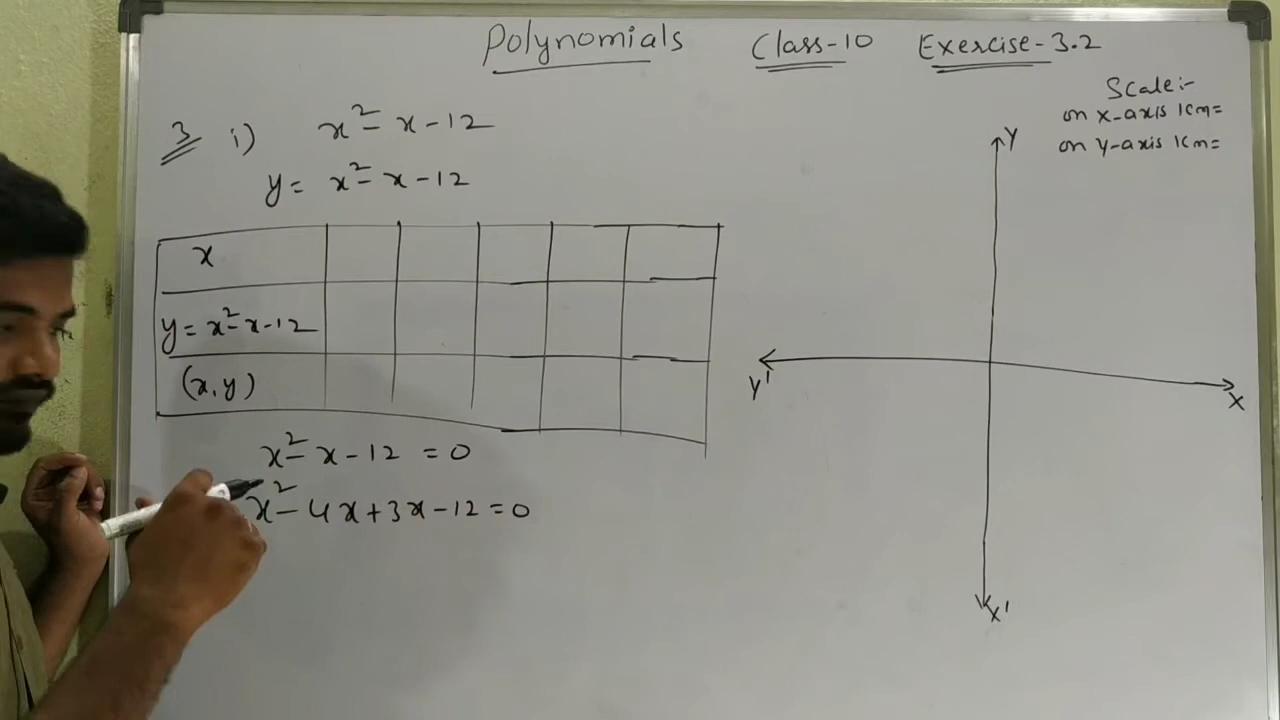 Polynomials Class-10 Exercise-3.2
Scale:-
on x-axis 1cm=
on y-axis 1cm=
3 i) x²-x-12
y= x²-x-12
x
y=x²-x-12
(x,y)
x²-x-12 =0
x²-4x+3x-12=0
Y
Y'
X
X'